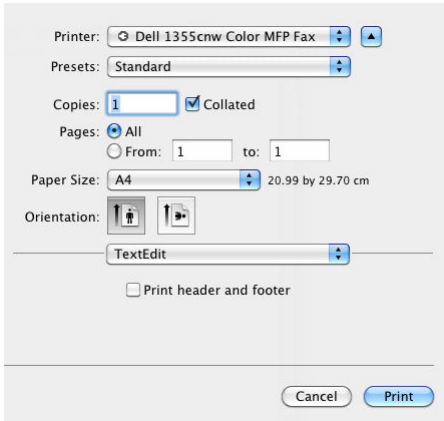 Printer: Dell 1355cnw Color MFP Fax
Presets: Standard
Copies: 1 Collated
Pages: All
From: 1 to: 1
Paper Size: A4 20.99 by 29.70 cm
Orientation:
TextEdit
Print header and footer
Cancel Print